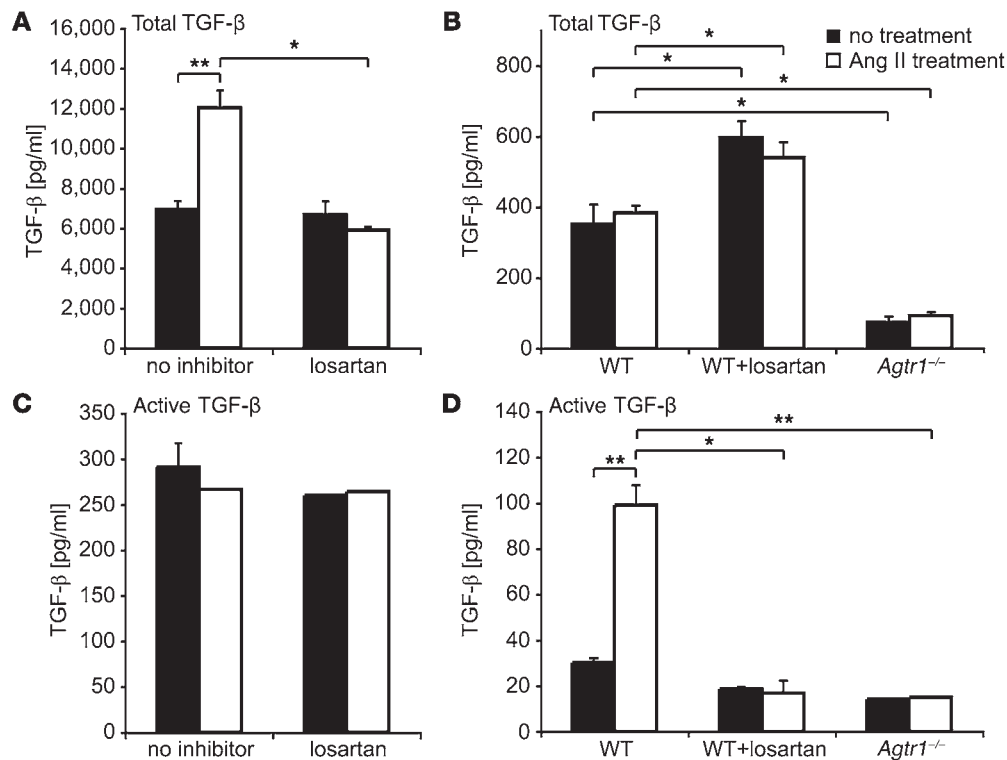 A Total TGF-β
TGF-β [pg/ml]
16,000
14,000
12,000
10,000
8,000
6,000
4,000
2,000
0
**
*
no inhibitor losartan
B Total TGF-β
no treatment
Ang II treatment
TGF-β [pg/ml]
800
600
400
200
0
*
*
*
*
WT WT+losartan Agtr1⁻/⁻
C Active TGF-β
TGF-β [pg/ml]
350
300
250
200
150
100
50
0
no inhibitor losartan
D Active TGF-β
TGF-β [pg/ml]
140
120
100
80
60
40
20
0
**
*
**
WT WT+losartan Agtr1⁻/⁻